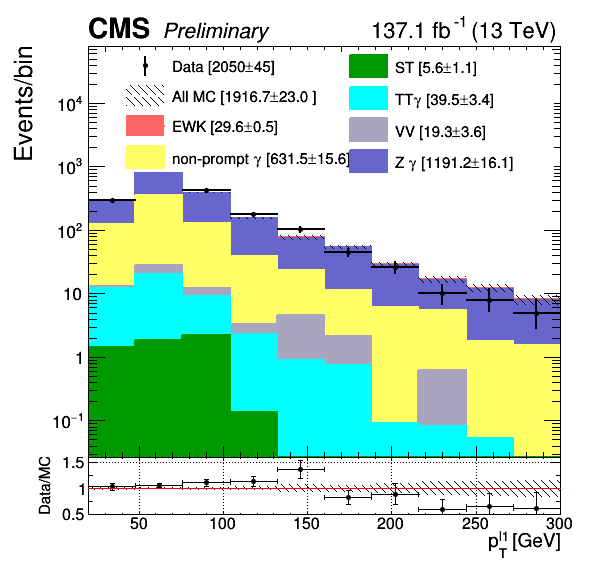 CMS Preliminary 137.1 fb⁻¹ (13 TeV)
Events/bin
Data [2050±45]
All MC [1916.7±23.0 ]
EWK [29.6±0.5]
non-prompt γ [631.5±15.6]
ST [5.6±1.1]
TTγ [39.5±3.4]
VV [19.3±3.6]
Z γ [1191.2±16.1]
10⁴
10³
10²
10
1
10⁻¹
Data/MC
1.5
1
0.5
50 100 150 200 250 300
p_T^l1 [GeV]